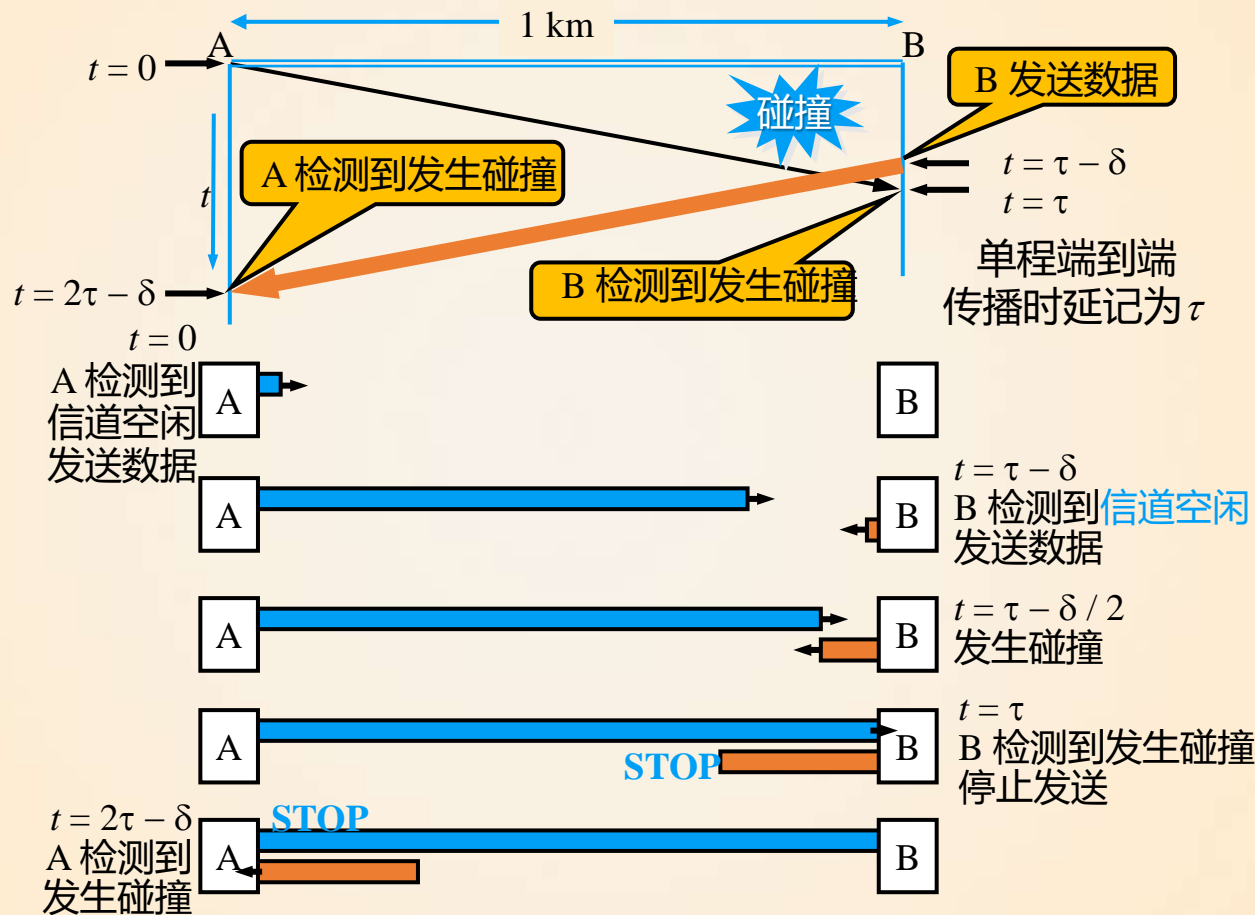 1 km
A
B
t = 0
B 发送数据
碰撞
A 检测到发生碰撞
t = τ – δ
t = τ
t
B 检测到发生碰撞
单程端到端
传播时延记为 τ
t = 2τ – δ
t = 0
A 检测到
信道空闲
发送数据
A
B
t = τ – δ
B 检测到信道空闲
发送数据
A
B
t = τ – δ / 2
发生碰撞
A
B
t = τ
B 检测到发生碰撞
停止发送
A
B
STOP
t = 2τ – δ
A 检测到
发生碰撞
STOP
A
B